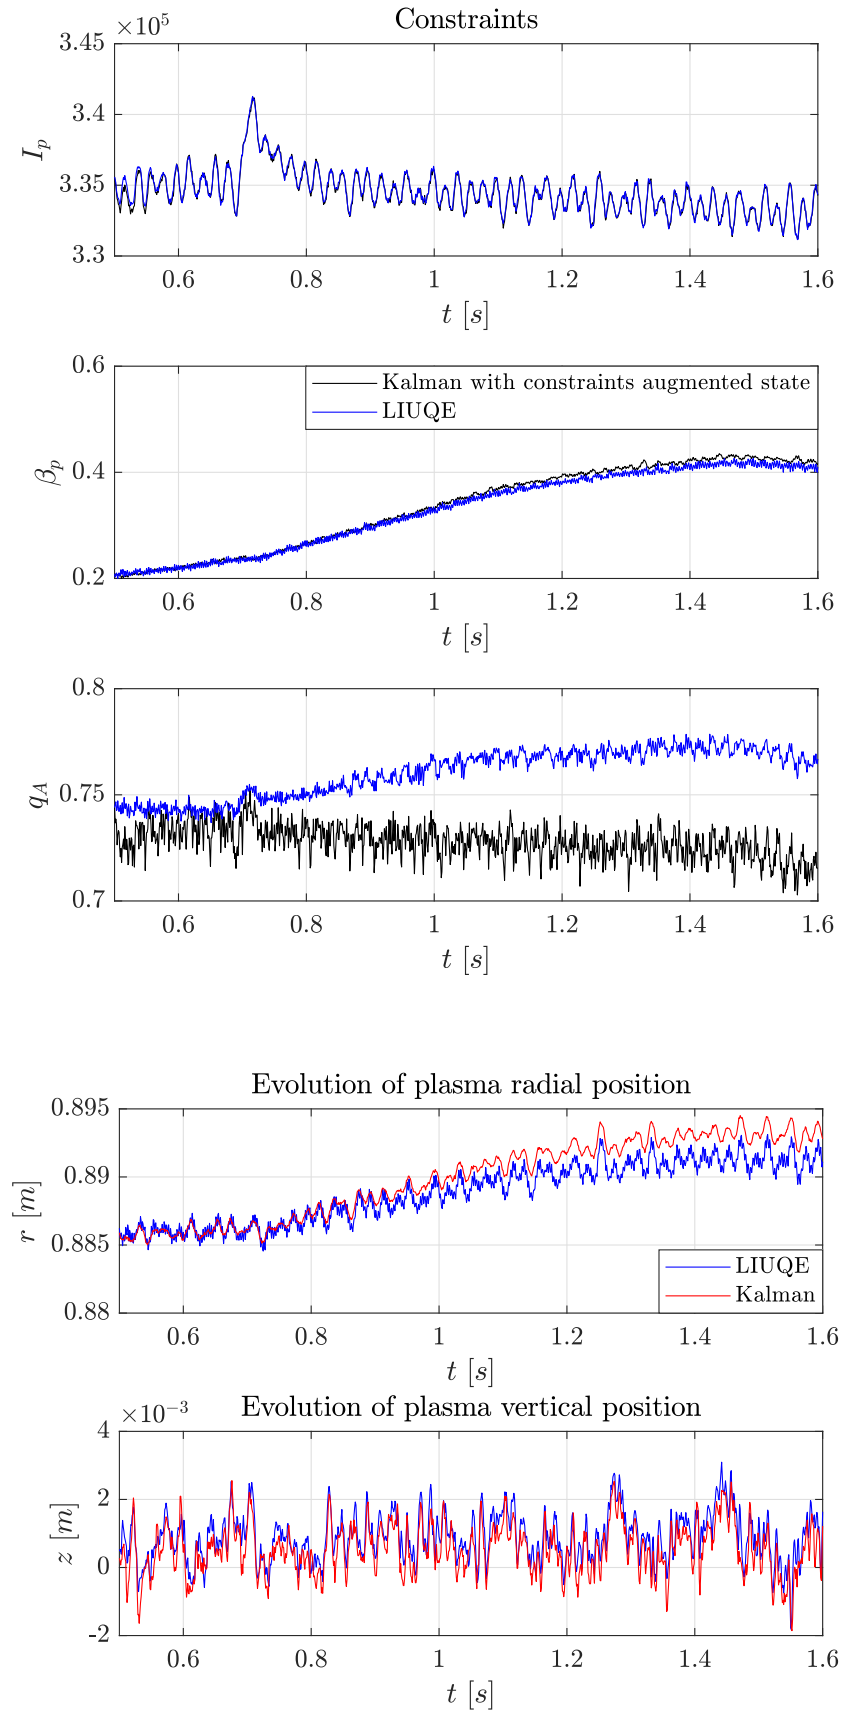 Constraints
×10⁵
3.45
3.4
3.35
3.3
I_p
0.6 0.8 1 1.2 1.4 1.6
t [s]
0.6
0.4
0.2
β_p
Kalman with constraints augmented state
LIUQE
0.6 0.8 1 1.2 1.4 1.6
t [s]
0.8
0.75
0.7
q_A
0.6 0.8 1 1.2 1.4 1.6
t [s]
Evolution of plasma radial position
0.895
0.89
0.885
0.88
r [m]
LIUQE
Kalman
0.6 0.8 1 1.2 1.4 1.6
t [s]
×10⁻³
Evolution of plasma vertical position
4
2
0
-2
z [m]
0.6 0.8 1 1.2 1.4 1.6
t [s]